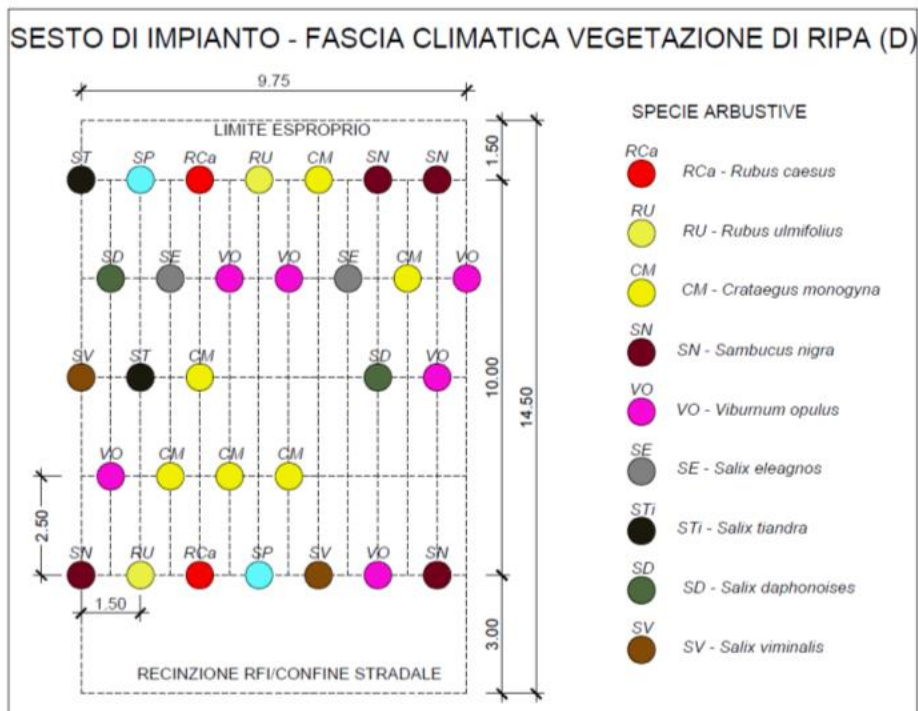 SESTO DI IMPIANTO - FASCIA CLIMATICA VEGETAZIONE DI RIPA (D)
9.75
LIMITE ESPROPRIO
1.50
ST SP RCa RU CM SN SN
SD SE VO VO SE CM VO
SV ST CM SD VO
10.00
14.50
VO CM CM CM
2.50
SN RU RCa SP SV VO SN
1.50
3.00
RECINZIONE RFI/CONFINE STRADALE
SPECIE ARBUSTIVE
RCa
RCa - Rubus caesus
RU
RU - Rubus ulmifolius
CM
CM - Crataegus monogyna
SN
SN - Sambucus nigra
VO
VO - Viburnum opulus
SE
SE - Salix eleagnos
STi
STi - Salix tiandra
SD
SD - Salix daphonoises
SV
SV - Salix viminalis